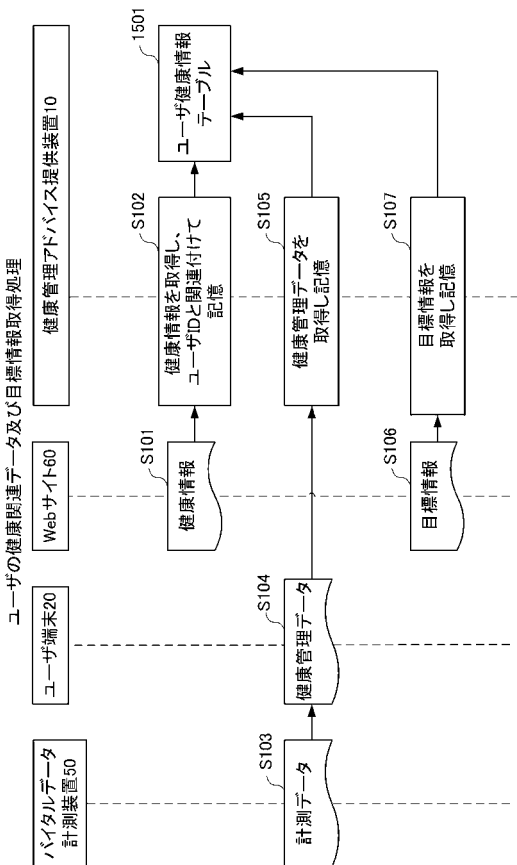 ユーザの健康関連データ及び目標情報取得処理
バイタルデータ
計測装置50
ユーザ端末20
Webサイト60
健康管理アドバイス提供装置10
S101
健康情報
S102
健康情報を取得し、
ユーザIDと関連付けて
記憶
1501
ユーザ健康情報
テーブル
S103
計測データ
S104
健康管理データ
S105
健康管理データを
取得し記憶
S106
目標情報
S107
目標情報を
取得し記憶